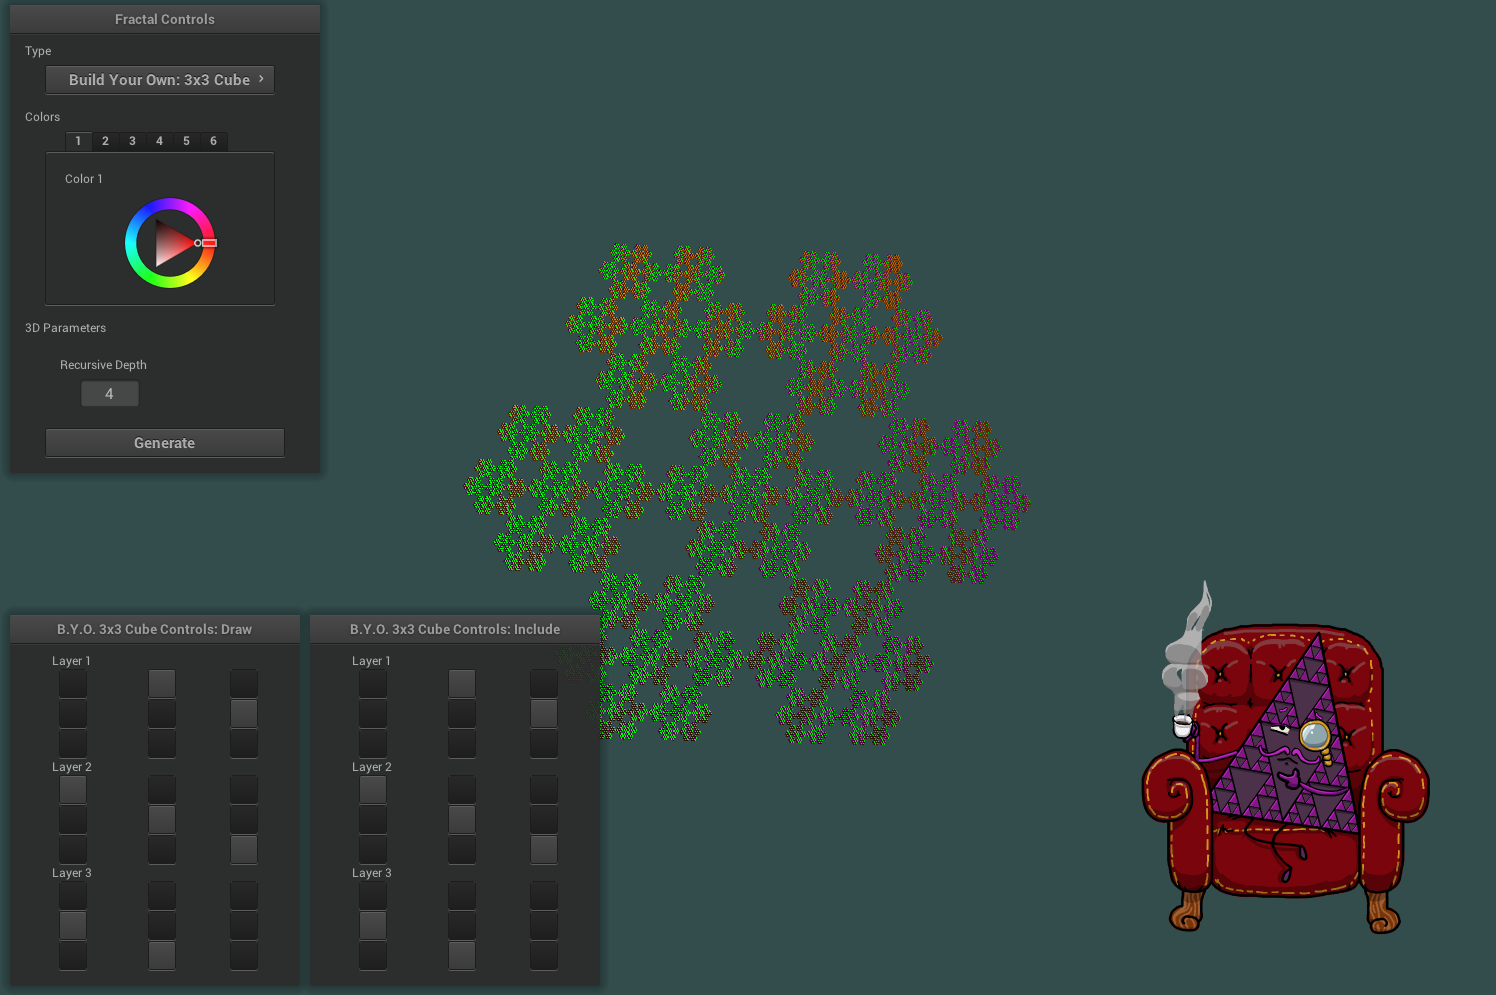 Fractal Controls
Type
Build Your Own: 3x3 Cube ›
Colors
1 2 3 4 5 6
Color 1
3D Parameters
Recursive Depth
4
Generate
B.Y.O. 3x3 Cube Controls: Draw
Layer 1
Layer 2
Layer 3
B.Y.O. 3x3 Cube Controls: Include
Layer 1
Layer 2
Layer 3